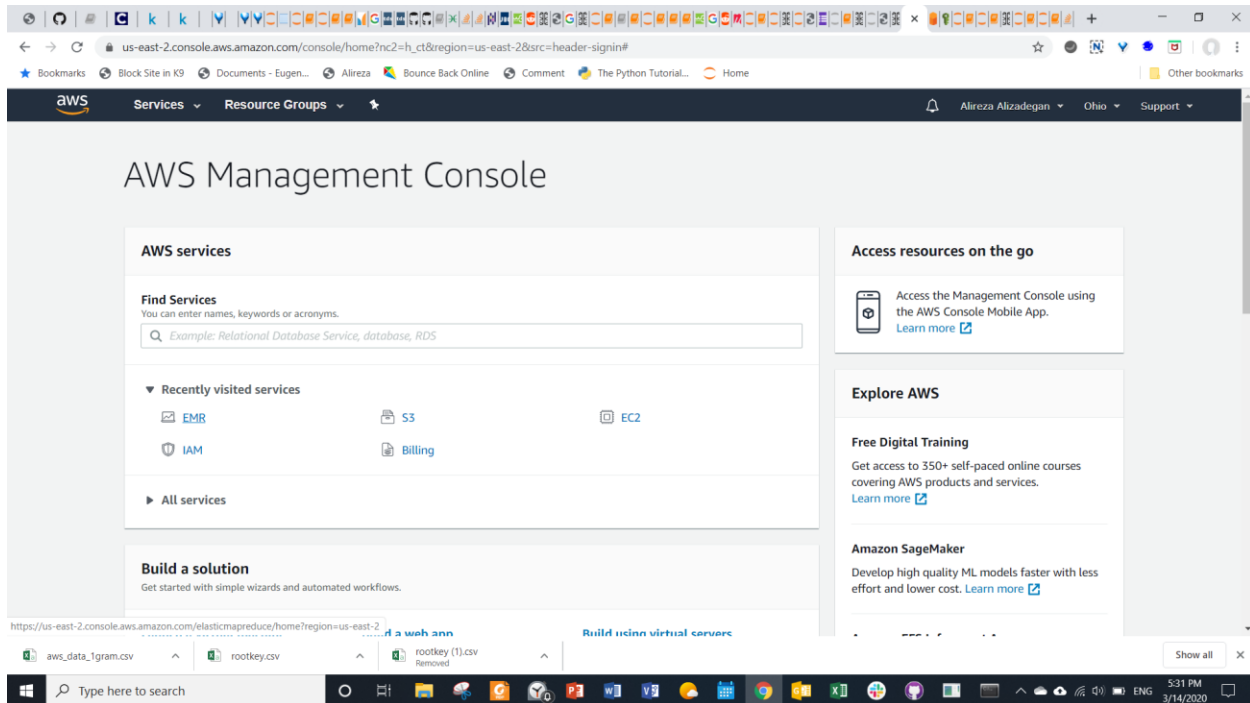 us-east-2.console.aws.amazon.com/console/home?nc2=h_ct&region=us-east-2&src=header-signin#
Bookmarks Block Site in K9 Documents - Eugen... Alireza Bounce Back Online Comment The Python Tutorial... Home Other bookmarks
aws Services Resource Groups Alireza Alizadegan Ohio Support
AWS Management Console
AWS services
Find Services
You can enter names, keywords or acronyms.
Example: Relational Database Service, database, RDS
Recently visited services
EMR S3 EC2
IAM Billing
All services
Build a solution
Get started with simple wizards and automated workflows.
Access resources on the go
Access the Management Console using
the AWS Console Mobile App.
Learn more
Explore AWS
Free Digital Training
Get access to 350+ self-paced online courses
covering AWS products and services.
Learn more
Amazon SageMaker
Develop high quality ML models faster with less
effort and lower cost. Learn more
https://us-east-2.console.aws.amazon.com/elasticmapreduce/home?region=us-east-2
a web app Build using virtual servers
aws_data_1gram.csv rootkey.csv rootkey (1).csv Show all
Removed
Type here to search ENG 5:31 PM
3/14/2020